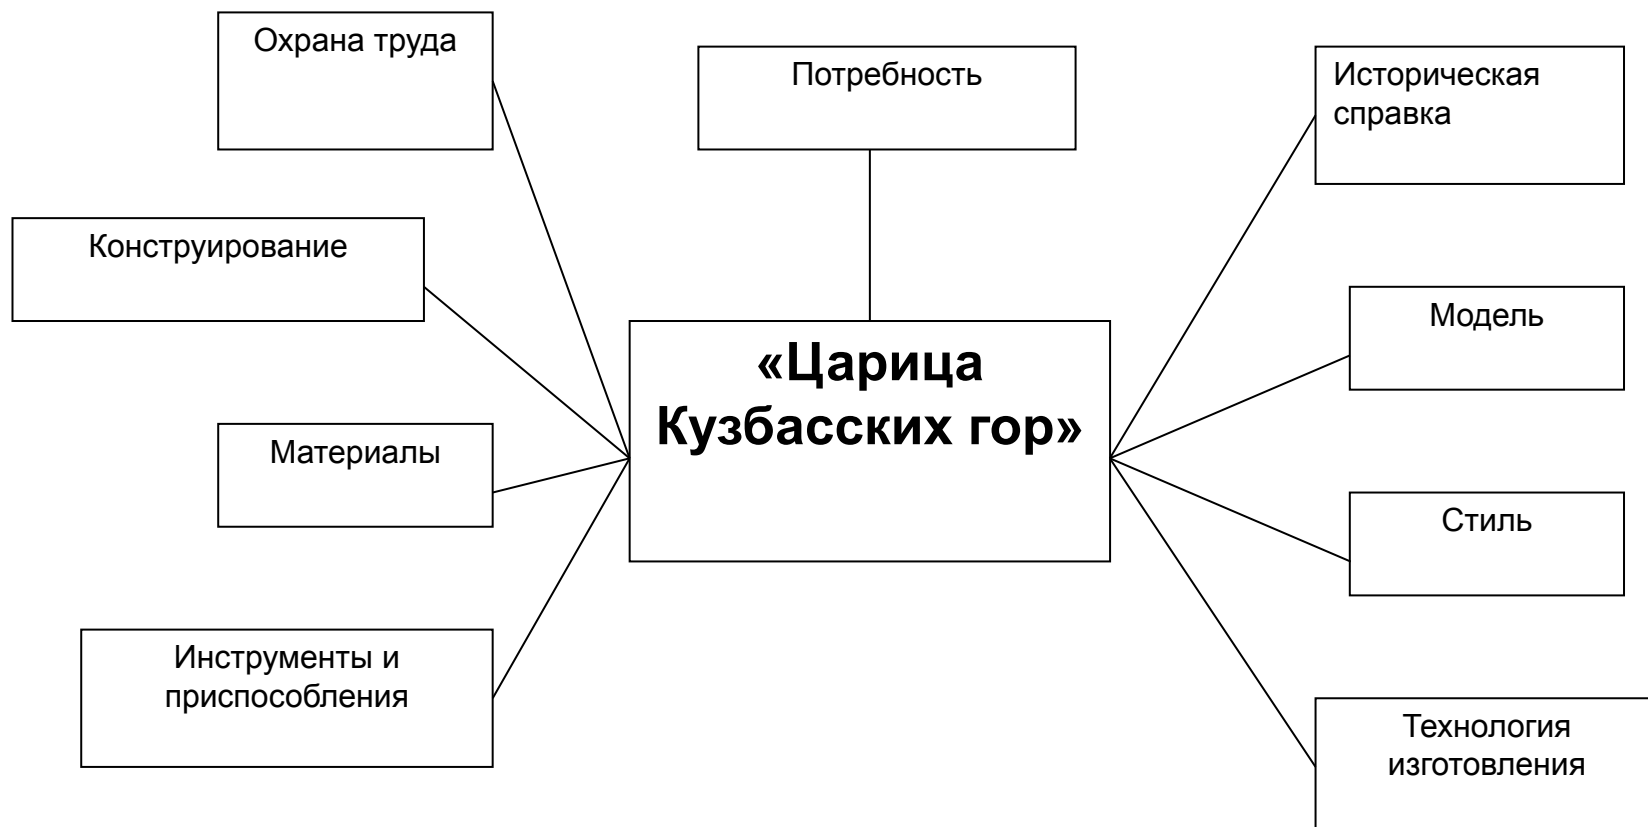 Охрана труда
Потребность
Историческая
справка
Конструирование
Модель
«Царица
Кузбасских гор»
Материалы
Стиль
Инструменты и
приспособления
Технология
изготовления